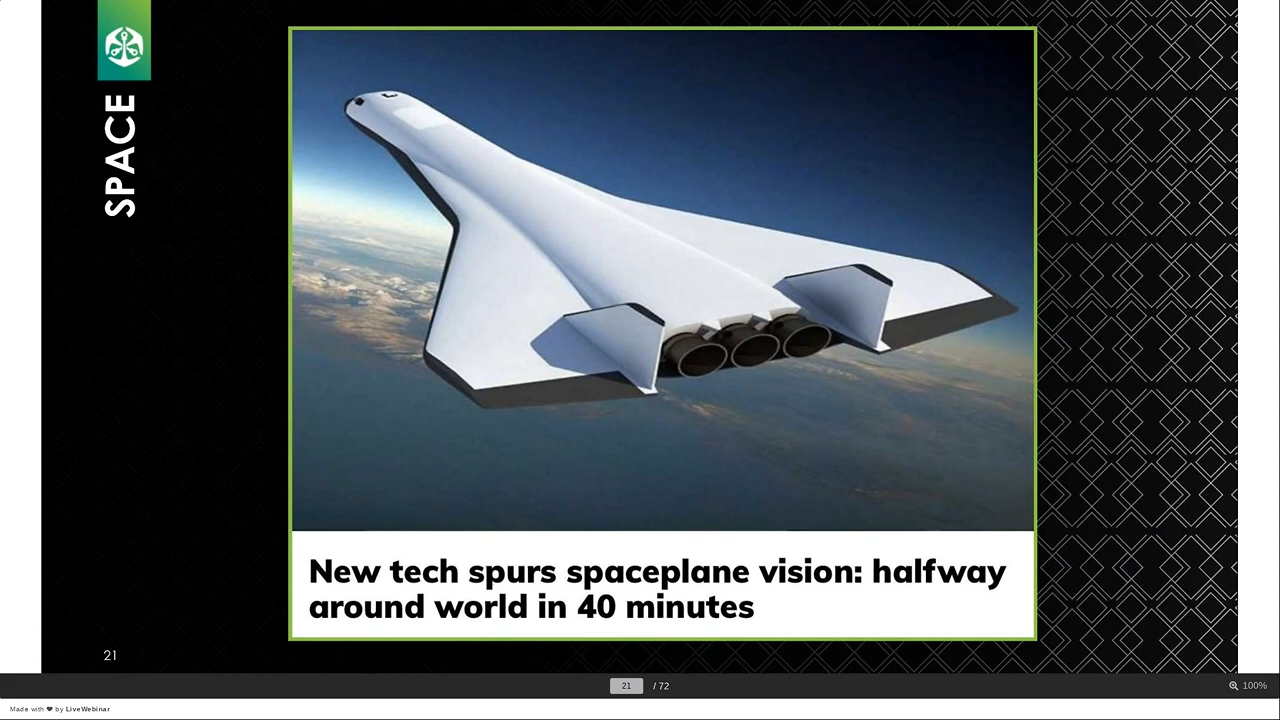 SPACE
New tech spurs spaceplane vision: halfway
around world in 40 minutes
21
21 / 72
100%
Made with ❤ by LiveWebinar